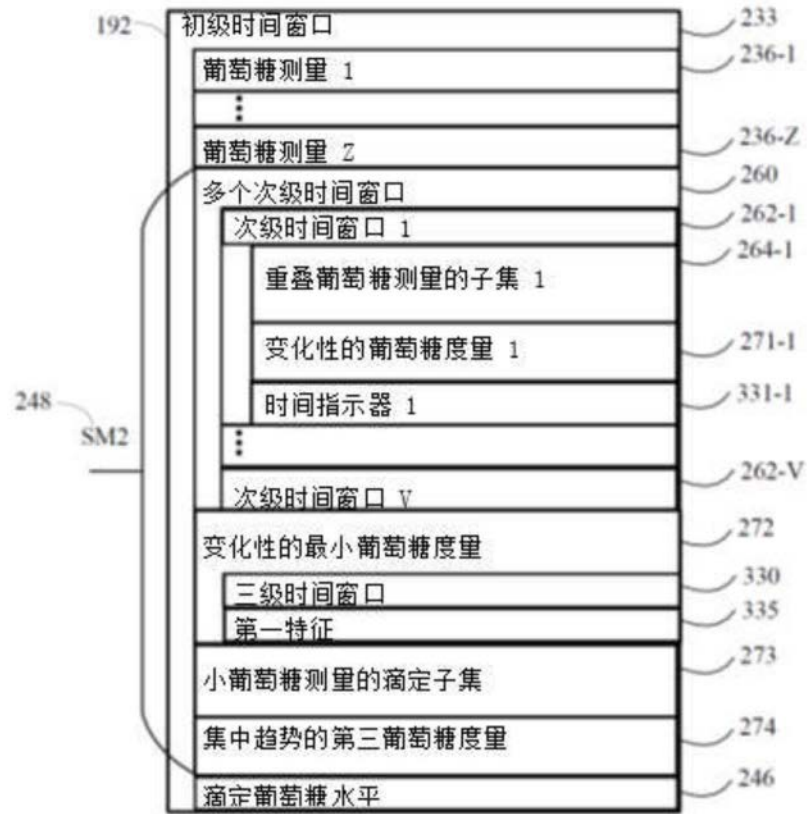 192
初级时间窗口
233
葡萄糖测量 1
236-1
⋮
葡萄糖测量 Z
236-Z
多个次级时间窗口
260
次级时间窗口 1
262-1
重叠葡萄糖测量的子集 1
264-1
变化性的葡萄糖度量 1
271-1
时间指示器 1
331-1
248
SM2
⋮
次级时间窗口 V
262-V
变化性的最小葡萄糖度量
272
三级时间窗口
330
第一特征
335
小葡萄糖测量的滴定子集
273
集中趋势的第三葡萄糖度量
274
滴定葡萄糖水平
246